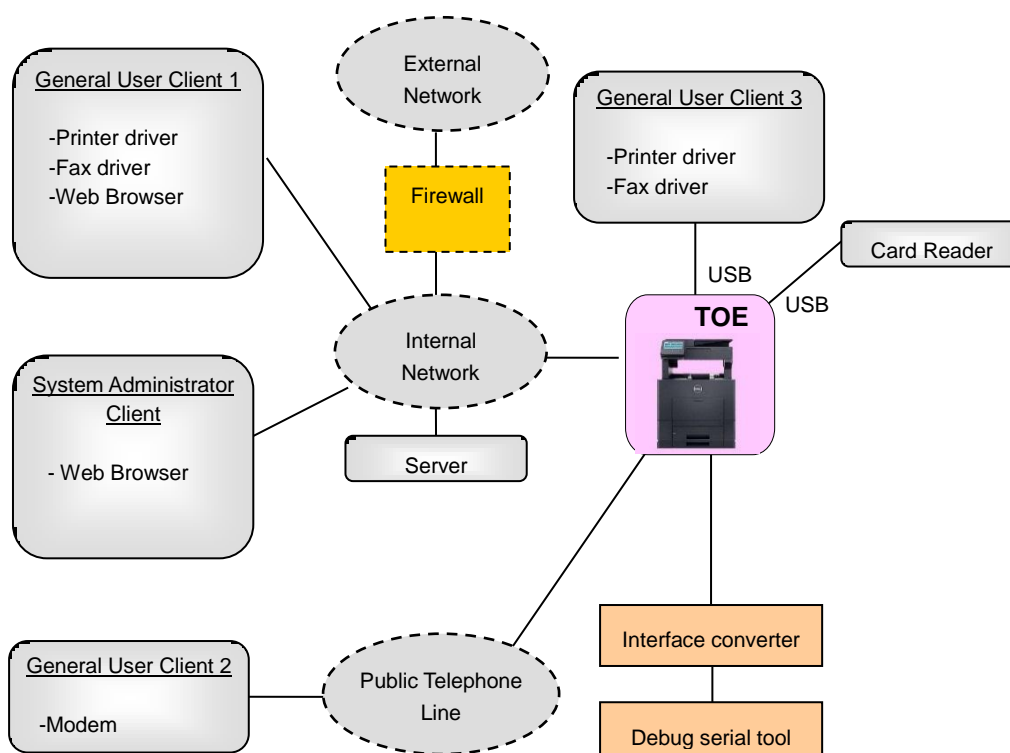 General User Client 1
-Printer driver
-Fax driver
-Web Browser
External
Network
Firewall
General User Client 3
-Printer driver
-Fax driver
Card Reader
USB
USB
TOE
Internal
Network
System Administrator
Client
- Web Browser
Server
General User Client 2
-Modem
Public Telephone
Line
Interface converter
Debug serial tool